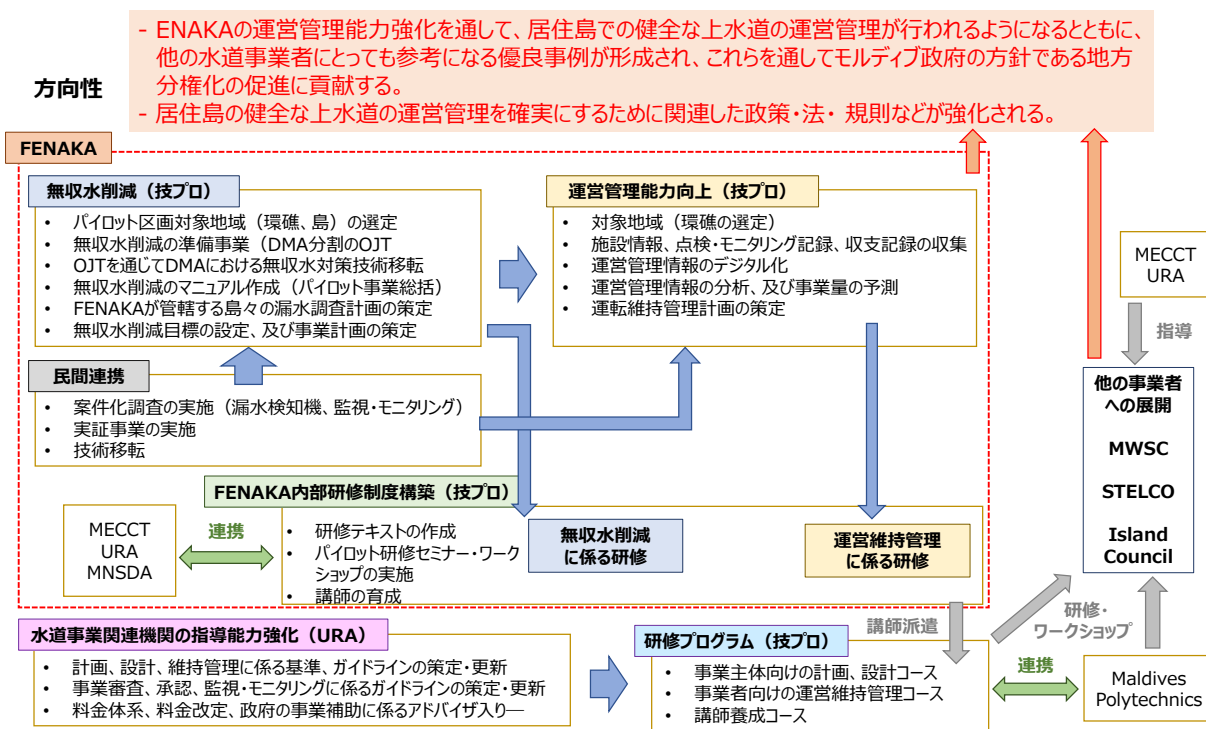 - ENAKAの運営管理能力強化を通して、居住島での健全な上水道の運営管理が行われるようになるとともに、
他の水道事業者にとっても参考になる優良事例が形成され、これらを通してモルディブ政府の方針である地方
分権化の促進に貢献する。
- 居住島の健全な上水道の運営管理を確実にするために関連した政策・法・ 規則などが強化される。
方向性
FENAKA
無収水削減（技プロ）
• パイロット区画対象地域（環礁、島）の選定
• 無収水削減の準備事業（DMA分割のOJT
• OJTを通じてDMAにおける無収水対策技術移転
• 無収水削減のマニュアル作成（パイロット事業総括）
• FENAKAが管轄する島々の漏水調査計画の策定
• 無収水削減目標の設定、及び事業計画の策定
運営管理能力向上（技プロ）
• 対象地域（環礁の選定）
• 施設情報、点検・モニタリング記録、収支記録の収集
• 運営管理情報のデジタル化
• 運営管理情報の分析、及び事業量の予測
• 運転維持管理計画の策定
MECCT
URA
指導
民間連携
• 案件化調査の実施（漏水検知機、監視・モニタリング）
• 実証事業の実施
• 技術移転
他の事業者
への展開
MWSC
STELCO
Island
Council
FENAKA内部研修制度構築（技プロ）
MECCT
URA
MNSDA
連携
• 研修テキストの作成
• パイロット研修セミナー・ワーク
ショップの実施
• 講師の育成
無収水削減
に係る研修
運営維持管理
に係る研修
講師派遣
研修・
ワークショップ
水道事業関連機関の指導能力強化（URA）
• 計画、設計、維持管理に係る基準、ガイドラインの策定・更新
• 事業審査、承認、監視・モニタリングに係るガイドラインの策定・更新
• 料金体系、料金改定、政府の事業補助に係るアドバイザ入り―
研修プログラム（技プロ）
• 事業主体向けの計画、設計コース
• 事業者向けの運営維持管理コース
• 講師養成コース
連携
Maldives
Polytechnics